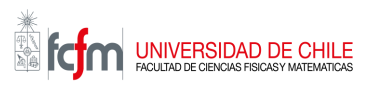 fcfm
UNIVERSIDAD DE CHILE
FACULTAD DE CIENCIAS FISICAS Y MATEMATICAS